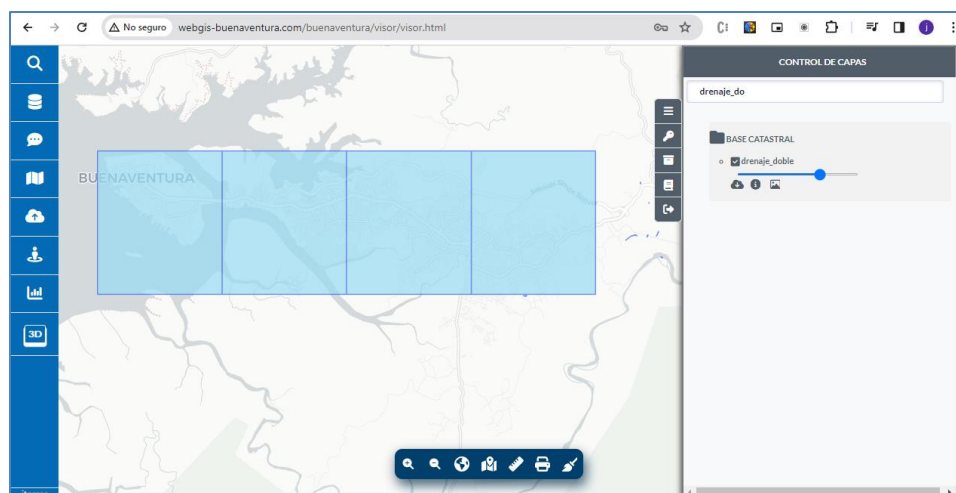 No seguro
webgis-buenaventura.com/buenaventura/visor/visor.html
j
CONTROL DE CAPAS
drenaje_do
BASE CATASTRAL
drenaje_doble
BUENAVENTURA
3D